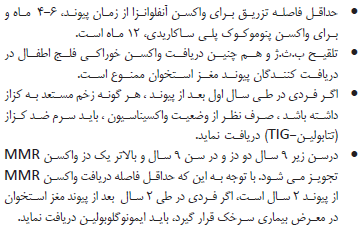 • حداقل فاصله تزریق برای واکسن آنفلوانزا از زمان پیوند، ۶-۴ ماه و
برای واکسن پنوموکوک پلی ساکاریدی، ۱۲ ماه است.
• تلقیح ب.ث.ژ و هم چنین دریافت واکسن خوراکی فلج اطفال در
دریافت کنندگان پیوند مغز استخوان ممنوع است.
• اگر فردی در طی سال اول بعد از پیوند ، هر گونه زخم مستعد به کزاز
داشته باشد ، صرف نظر از وضعیت واکسیناسیون ، باید سرم ضد کزاز
(تتابولین-TIG) دریافت نماید.
• درسن زیر ۹ سال دو دز و در سن ۹ سال و بالاتر یک دز واکسن MMR
تجویز می شود. با توجه به این که حداقل فاصله دریافت واکسن MMR
از پیوند ۲ سال است، اگر فردی در طی ۲ سال بعد از پیوند مغز استخوان
در معرض بیماری سرخک قرار گیرد، باید ایمونوگلوبولین دریافت نماید.